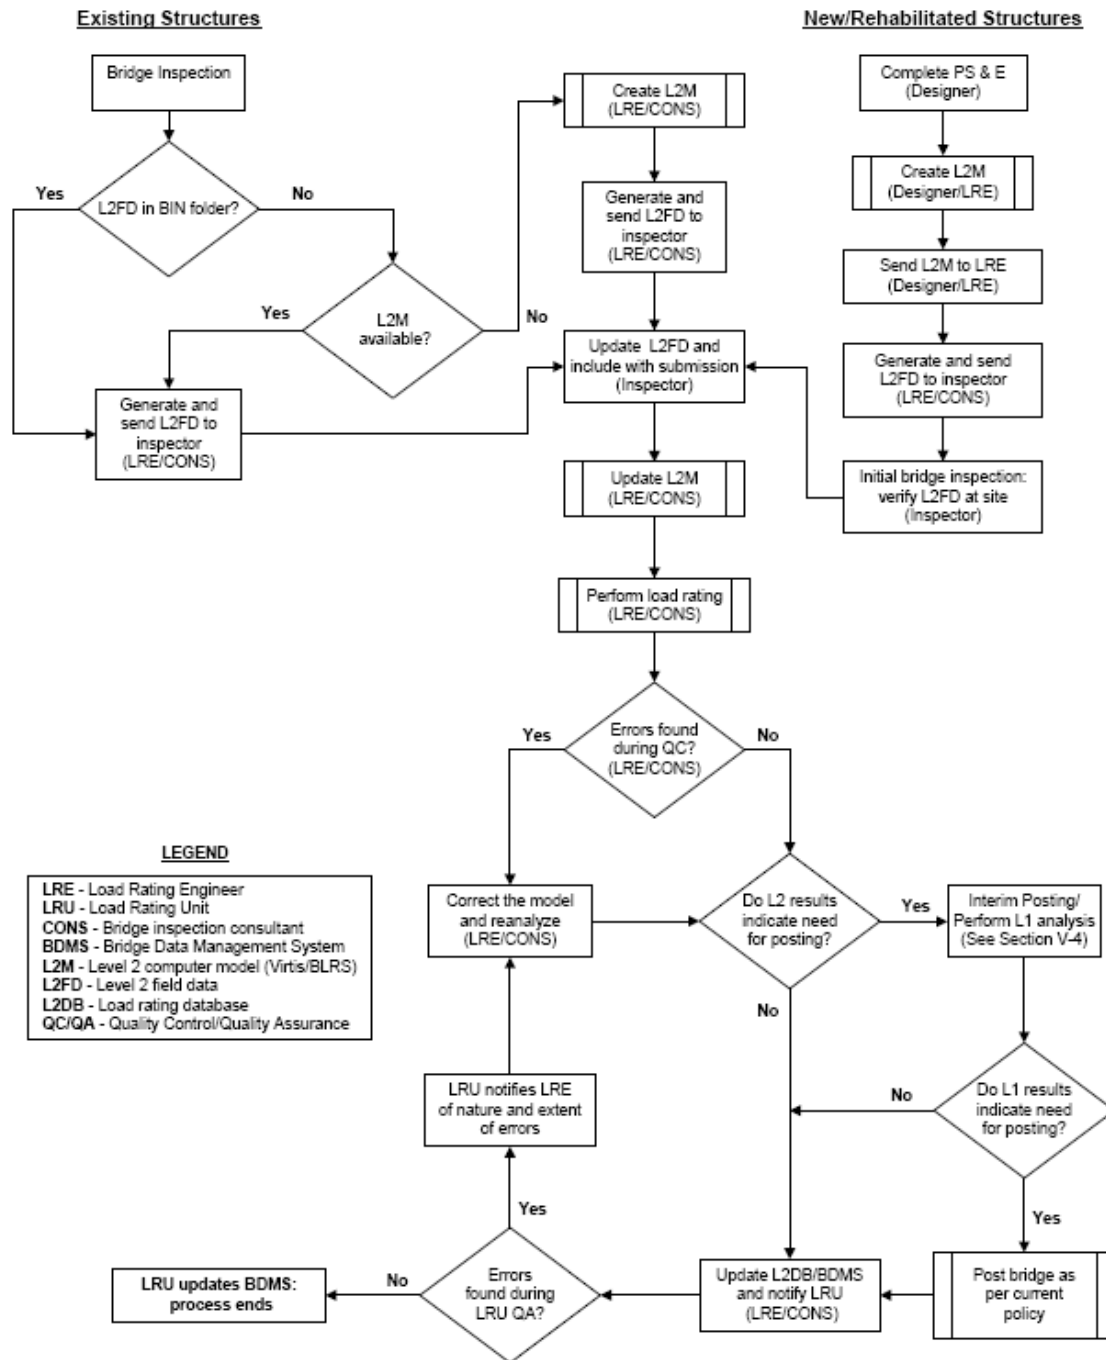 Existing Structures
New/Rehabilitated Structures
Bridge Inspection
Create L2M
(LRE/CONS)
Complete PS & E
(Designer)
Yes
L2FD in BIN folder?
No
Generate and
send L2FD to
inspector
(LRE/CONS)
Create L2M
(Designer/LRE)
Send L2M to LRE
(Designer/LRE)
Yes
L2M
available?
No
Update L2FD and
include with submission
(Inspector)
Generate and send
L2FD to inspector
(LRE/CONS)
Generate and
send L2FD to
inspector
(LRE/CONS)
Update L2M
(LRE/CONS)
Initial bridge inspection:
verify L2FD at site
(Inspector)
Perform load rating
(LRE/CONS)
Yes
Errors found
during QC?
(LRE/CONS)
No
LEGEND
LRE - Load Rating Engineer
LRU - Load Rating Unit
CONS - Bridge inspection consultant
BDMS - Bridge Data Management System
L2M - Level 2 computer model (Virtis/BLRS)
L2FD - Level 2 field data
L2DB - Load rating database
QC/QA - Quality Control/Quality Assurance
Correct the model
and reanalyze
(LRE/CONS)
Do L2 results
indicate need
for posting?
Yes
Interim Posting/
Perform L1 analysis
(See Section V-4)
No
LRU notifies LRE
of nature and extent
of errors
No
Do L1 results
indicate need
for posting?
Yes
Yes
LRU updates BDMS:
process ends
No
Errors
found during
LRU QA?
Update L2DB/BDMS
and notify LRU
(LRE/CONS)
Post bridge as
per current
policy